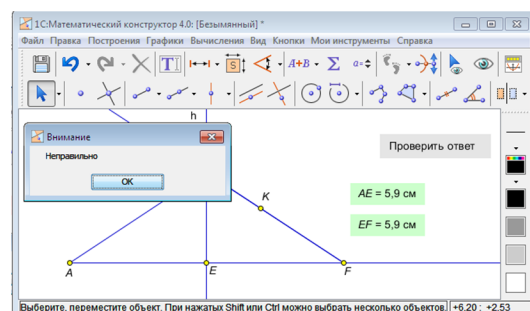 1С:Математический конструктор 4.0: [Безымянный] *
Файл Правка Построения Графики Вычисления Вид Кнопки Мои инструменты Справка
T S A+B Σ a=
h
Внимание
Неправильно
OK
Проверить ответ
K
AE = 5,9 см
EF = 5,9 см
A E F
Выберите, переместите объект. При нажатых Shift или Ctrl можно выбрать несколько объектов. +6.20 ; +2.53